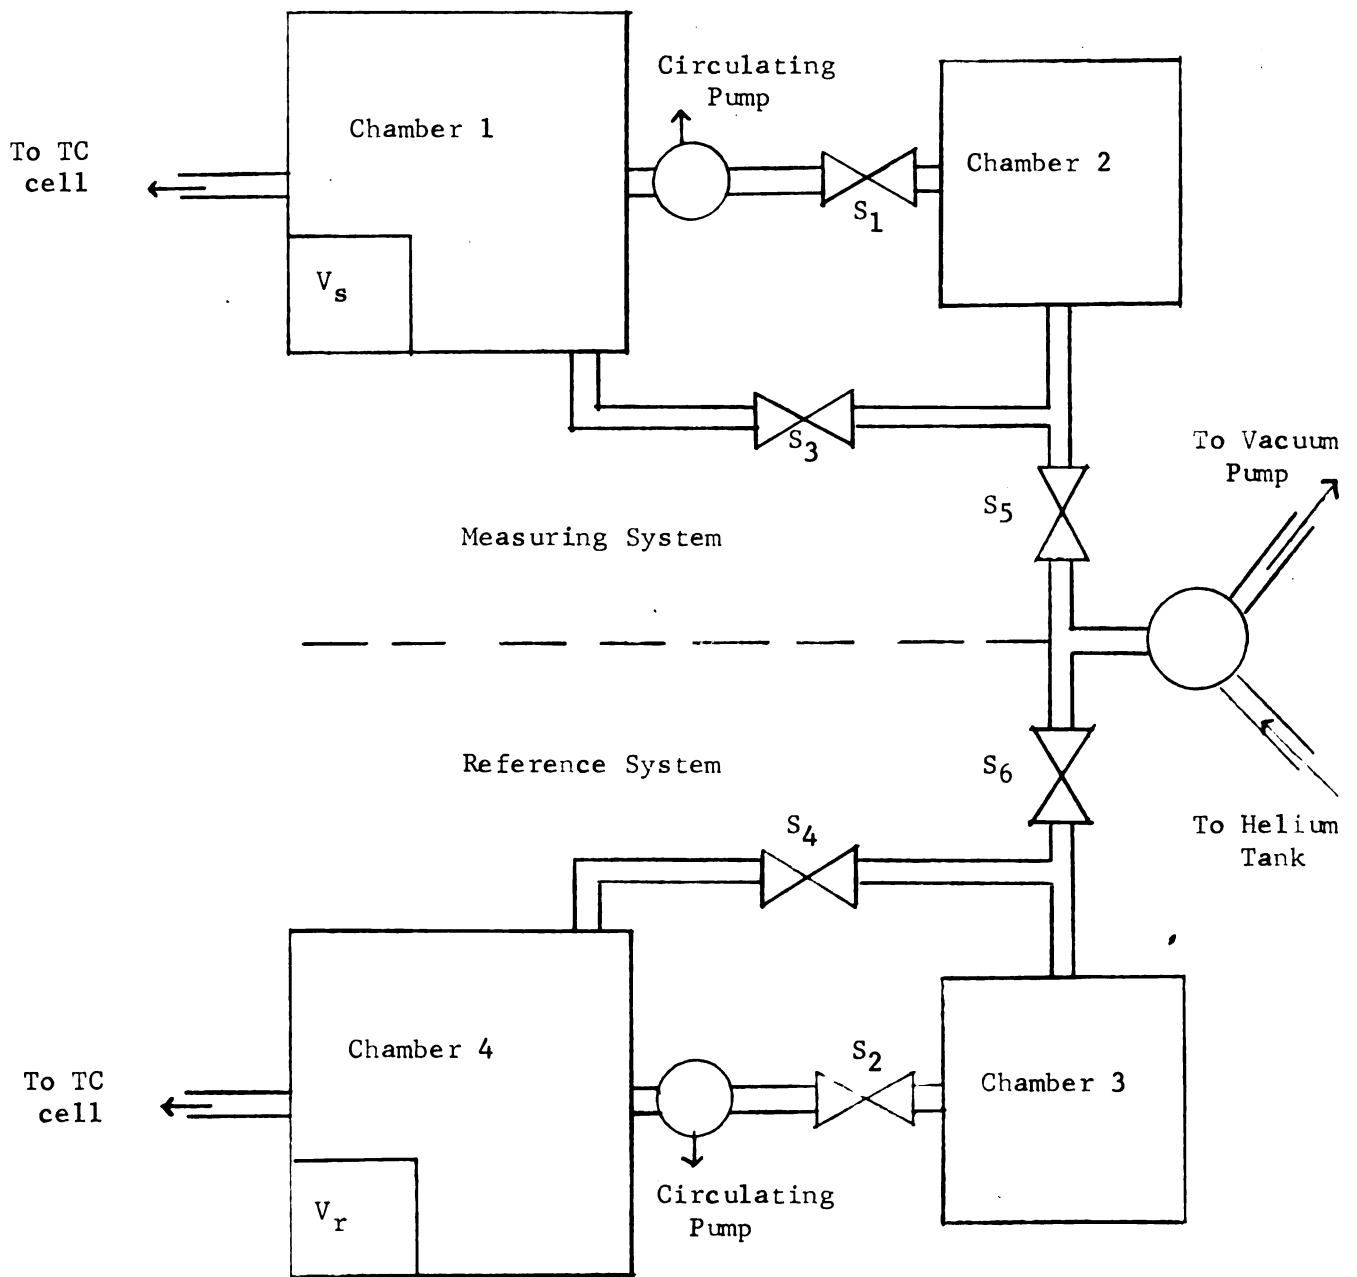 Circulating
Pump
Chamber 1
To TC
cell
Chamber 2
S1
Vs
S3
To Vacuum
Pump
S5
Measuring System
Reference System
S6
S4
To Helium
Tank
Chamber 4
S2
To TC
cell
Chamber 3
Vr
Circulating
Pump